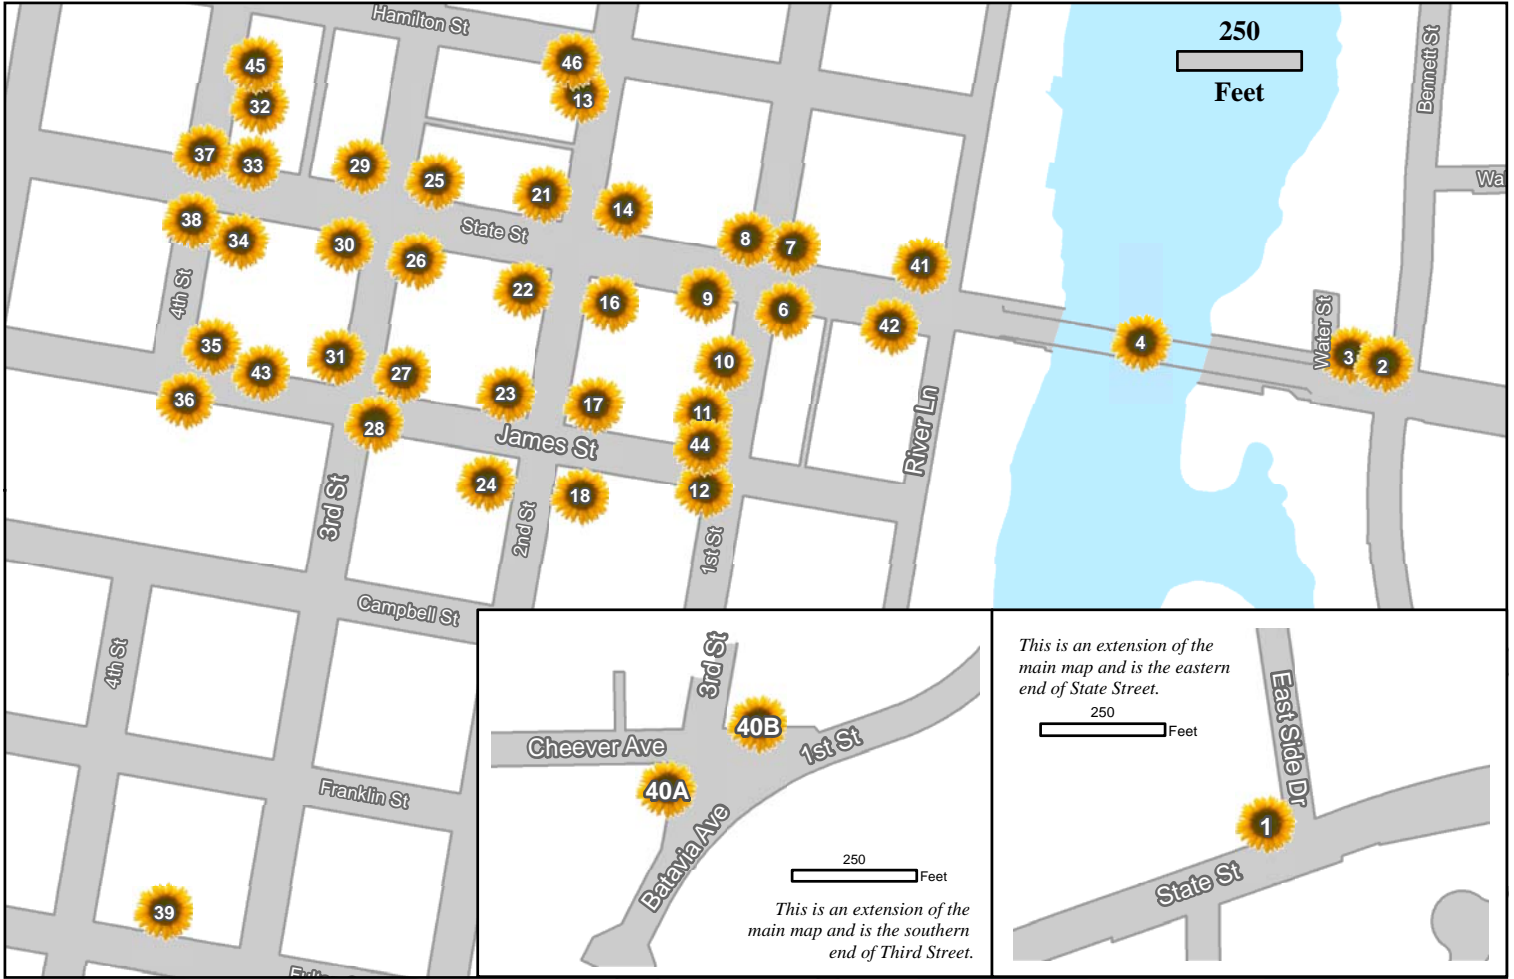 Hamilton St
250
Feet
Bennett St
45
46
32
13
37
33
29
25
21
Wa
14
38
34
30
State St
8
7
26
41
4th St
22
16
9
6
42
Water St
35
31
4
3
2
43
27
10
36
23
17
11
28
James St
44
River Ln
24
18
12
3rd St
2nd St
1st St
Campbell St
4th St
Franklin St
39
3rd St
40B
Cheever Ave
1st St
40A
Batavia Ave
250
Feet
This is an extension of the
main map and is the southern
end of Third Street.
This is an extension of the
main map and is the eastern
end of State Street.
250
Feet
East Side Dr
1
State St